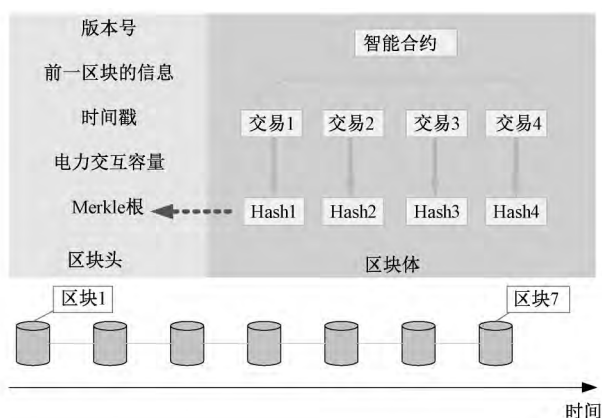 版本号
前一区块的信息
时间戳
电力交互容量
Merkle根
区块头
智能合约
交易1 交易2 交易3 交易4
Hash1 Hash2 Hash3 Hash4
区块体
区块1
区块7
时间